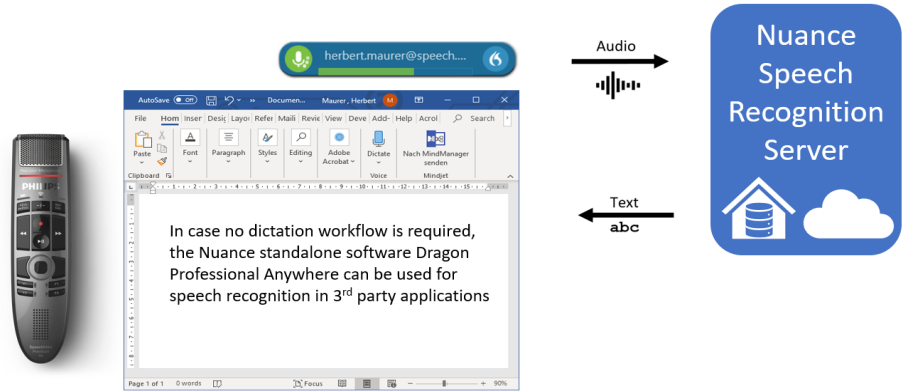 herbert.maurer@speech....
Audio
Nuance
Speech
Recognition
Server
AutoSave Off Documen... Maurer, Herbert M
File Hom Inser Desig Layou Refer Maili Revie View Deve Add- Help Acrol Search
Paste Font Paragraph Styles Editing Adobe Acrobat Dictate Nach MindManager senden
Clipboard Voice Mindjet
PHILIPS
Text
abc
In case no dictation workflow is required,
the Nuance standalone software Dragon
Professional Anywhere can be used for
speech recognition in 3rd party applications
Page 1 of 1 0 words Focus 90%